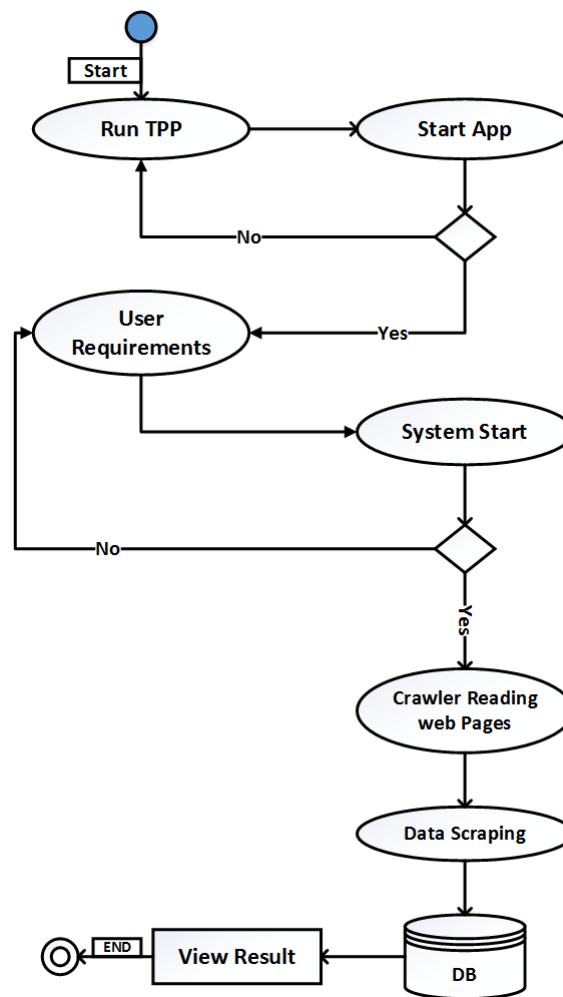 Start
Run TPP
Start App
No
User
Requirements
Yes
System Start
No
Yes
Crawler Reading
web Pages
Data Scraping
END
View Result
DB